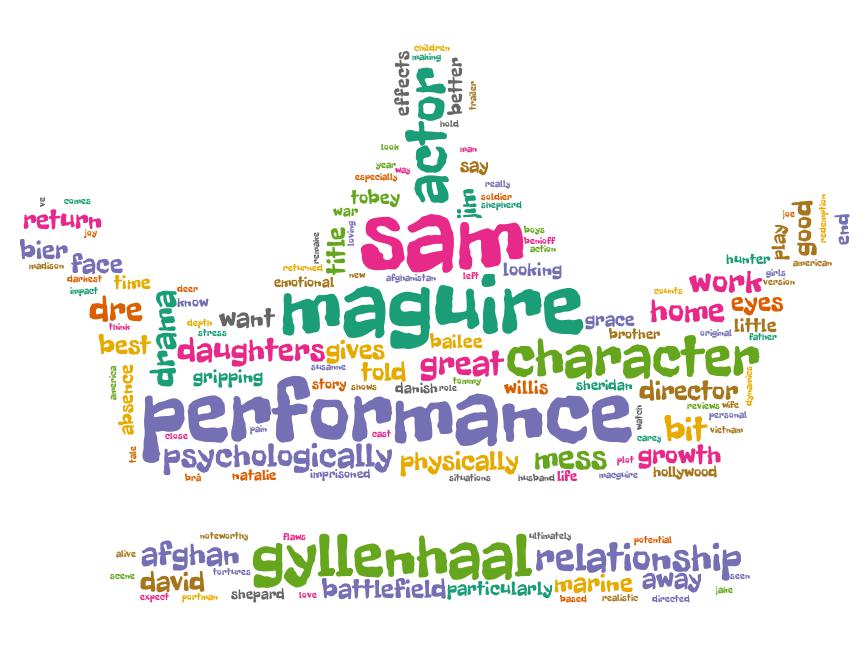 children
making
effects
actor
better
trailer
hold
look
man
year
way
say
especially
really
tobey
jim
soldier
shepherd
war
ve
comes
return
joy
sam
title
loving
remains
boys
benioff
action
play
joe
good
redemption
end
american
bier
madison
face
returned
new
afghanistan
left
looking
hunter
girls
version
darkest
time
emotional
work
impact
deer
maguire
counts
home
eyes
dre
drama
know
think
depth
stress
want
grace
brother
original
little
father
best
daughters
gives
bailee
great
character
susanne
told
gripping
story
shows
danish
role
tommy
willis
sheridan
director
dynamics
america
absence
performance
reviews
wife
personal
watch
close
pain
cast
carey
bit
vietnam
tale
psychologically
physically
mess
plot
growth
brà
natalie
imprisoned
situations
husband
life
macguire
hollywood
noteworthy
flaws
ultimately
potential
alive
afghan
gyllenhaal
relationship
scene
david
tortures
battlefield
particularly
marine
away
seen
expect
portman
shepard
love
based
realistic
directed
jake